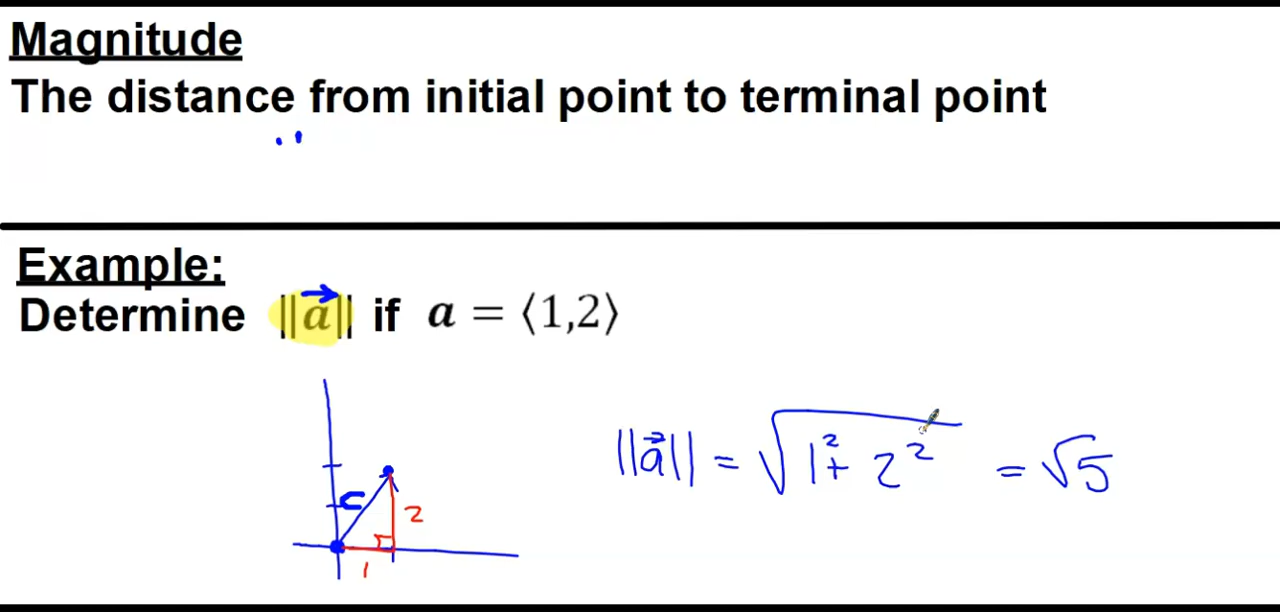 Magnitude
The distance from initial point to terminal point
Example:
Determine ||a⃗|| if a = ⟨1,2⟩
||a⃗|| = √(1² + 2²) = √5
C
2
1